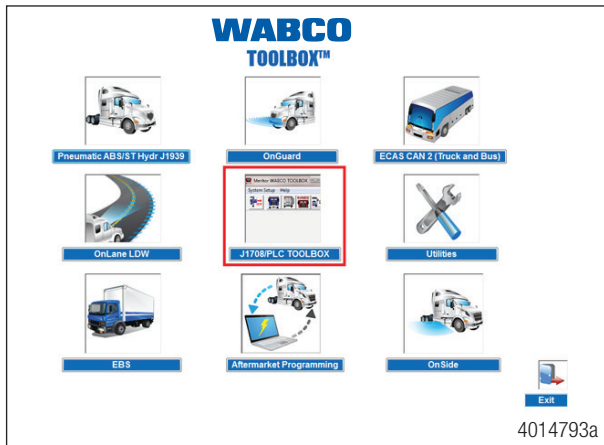 WABCO
TOOLBOX™
Pneumatic ABS/ST Hydr J1939
OnGuard
ECAS CAN 2 (Truck and Bus)
Meritor WABCO TOOLBOX
System Setup Help
OnLane LDW
J1708/PLC TOOLBOX
Utilities
EBS
Aftermarket Programming
OnSide
Exit
4014793a